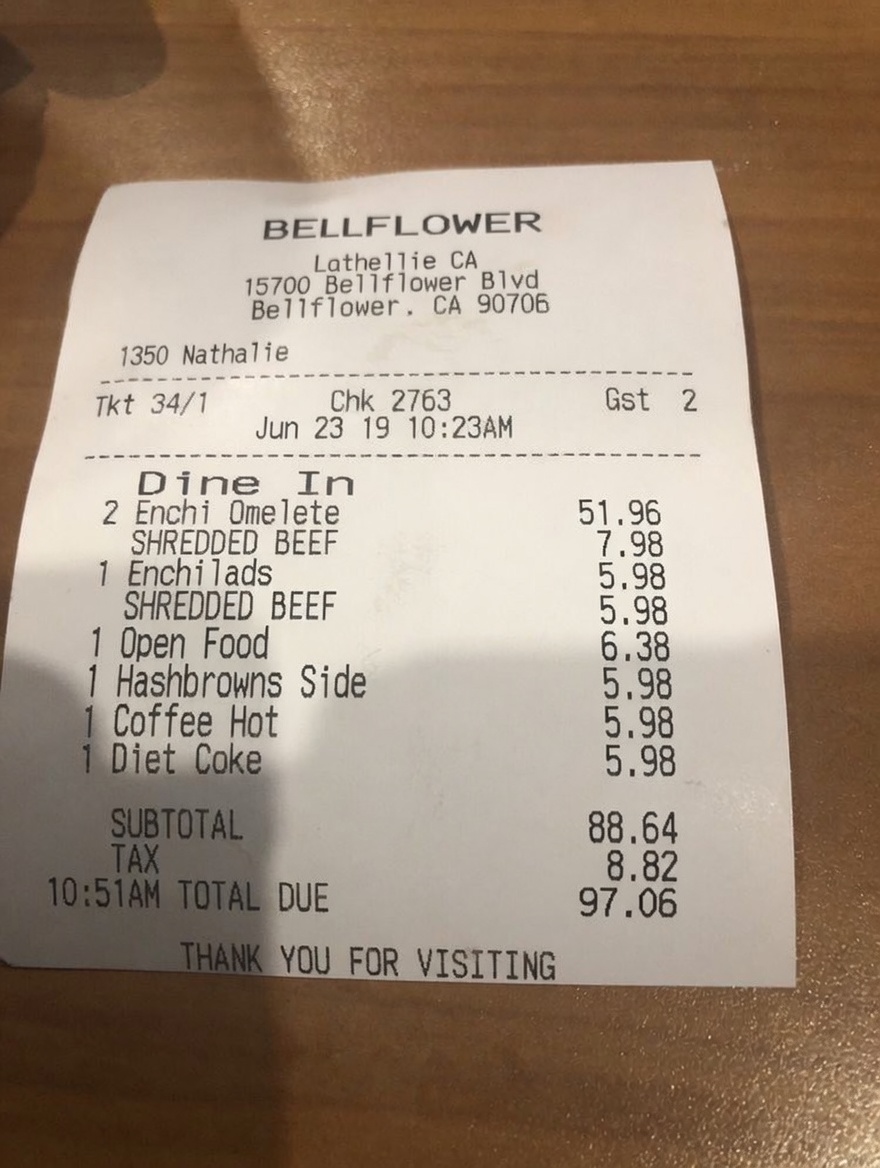 BELLFLOWER
Lathellie CA
15700 Bellflower Blvd
Bellflower. CA 90706
1350 Nathalie
Tkt 34/1 Chk 2763 Gst 2
Jun 23 19 10:23AM
Dine In
2 Enchi Omelete 51.96
SHREDDED BEEF 7.98
1 Enchilads 5.98
SHREDDED BEEF 5.98
1 Open Food 6.38
1 Hashbrowns Side 5.98
1 Coffee Hot 5.98
1 Diet Coke 5.98
SUBTOTAL 88.64
TAX 8.82
10:51AM TOTAL DUE 97.06
THANK YOU FOR VISITING